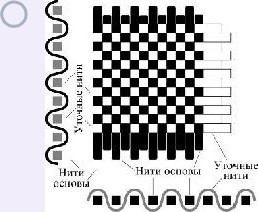 Уточные нити
Нити
основы
Нити основы
Уточные
нити